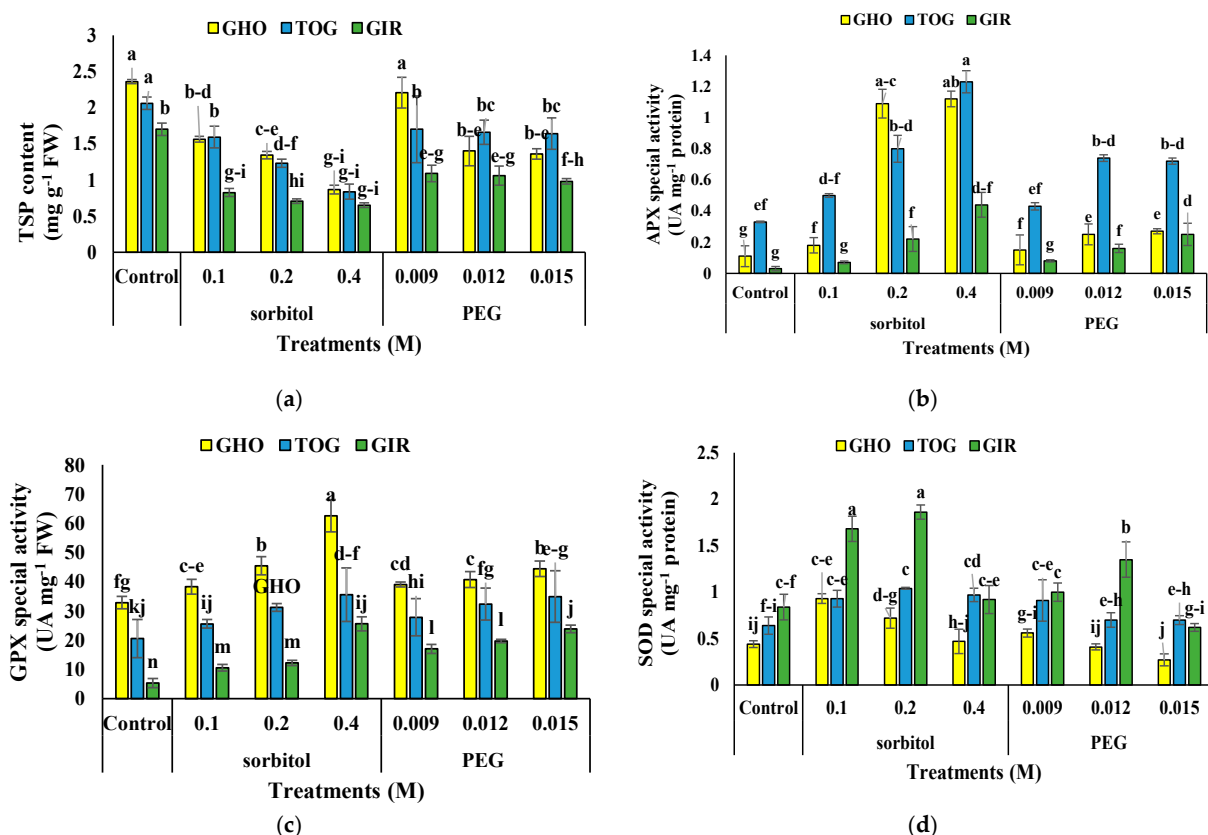 GHO TOG GIR
TSP content
(mg g-1 FW)
3
2.5
2
1.5
1
0.5
0
a a b
b-d b g-i
c-e d-f hi
g-i g-i g-i
a b e-g
b-e bc e-g
b-e bc f-h
Control 0.1 0.2 0.4 0.009 0.012 0.015
sorbitol PEG
Treatments (M)
(a)
GHO TOG GIR
APX special activity
(UA mg-1 protein)
1.4
1.2
1
0.8
0.6
0.4
0.2
0
g ef g
f d-f g
a-c b-d f
ab a d-f
f ef g
e b-d f
e b-d d
Control 0.1 0.2 0.4 0.009 0.012 0.015
sorbitol PEG
Treatments (M)
(b)
GHO TOG GIR
GPX special activity
(UA mg-1 FW)
80
70
60
50
40
30
20
10
0
fg kj n
c-e ij m
b GHO m
a d-f ij
cd hi l
c fg l
b e-g j
Control 0.1 0.2 0.4 0.009 0.012 0.015
sorbitol PEG
Treatments (M)
(c)
GHO TOG GIR
SOD special activity
(UA mg-1 protein)
2.5
2
1.5
1
0.5
0
ij f-i c-f
c-e c-e a
d-g c a
h-j cd c-e
g-i c-e c
ij e-h b
j e-h g-i
Control 0.1 0.2 0.4 0.009 0.012 0.015
sorbitol PEG
Treatments (M)
(d)